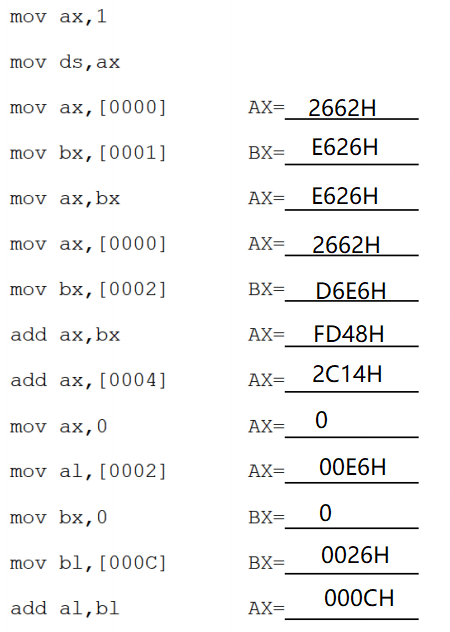 mov ax,1
mov ds,ax
mov ax,[0000] AX=2662H
mov bx,[0001] BX=E626H
mov ax,bx AX=E626H
mov ax,[0000] AX=2662H
mov bx,[0002] BX=D6E6H
add ax,bx AX=FD48H
add ax,[0004] AX=2C14H
mov ax,0 AX=0
mov al,[0002] AX=00E6H
mov bx,0 BX=0
mov bl,[000C] BX=0026H
add al,bl AX=000CH